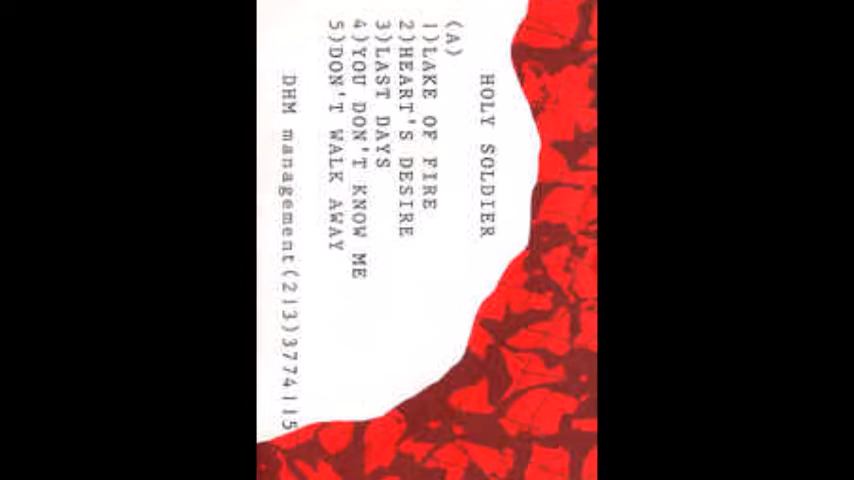 HOLY SOLDIER
(A)
1)LAKE OF FIRE
2)HEART'S DESIRE
3)LAST DAYS
4)YOU DON'T KNOW ME
5)DON'T WALK AWAY
DHM management(213)3774115